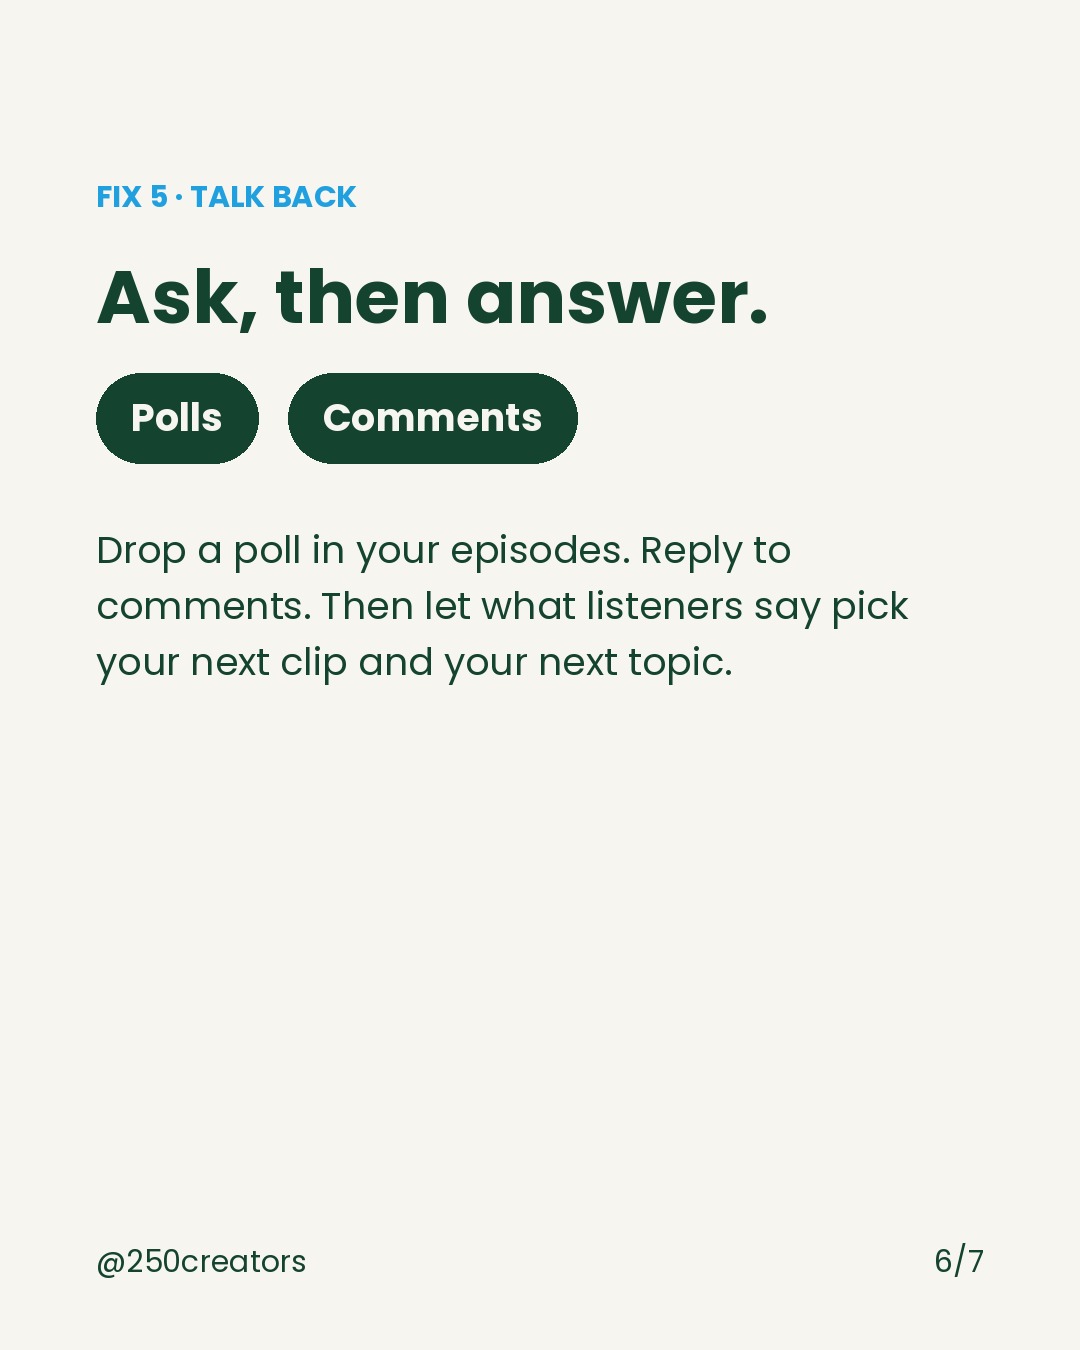 FIX 5 · TALK BACK
Ask, then answer.
Polls
Comments
Drop a poll in your episodes. Reply to
comments. Then let what listeners say pick
your next clip and your next topic.
@250creators
6/7